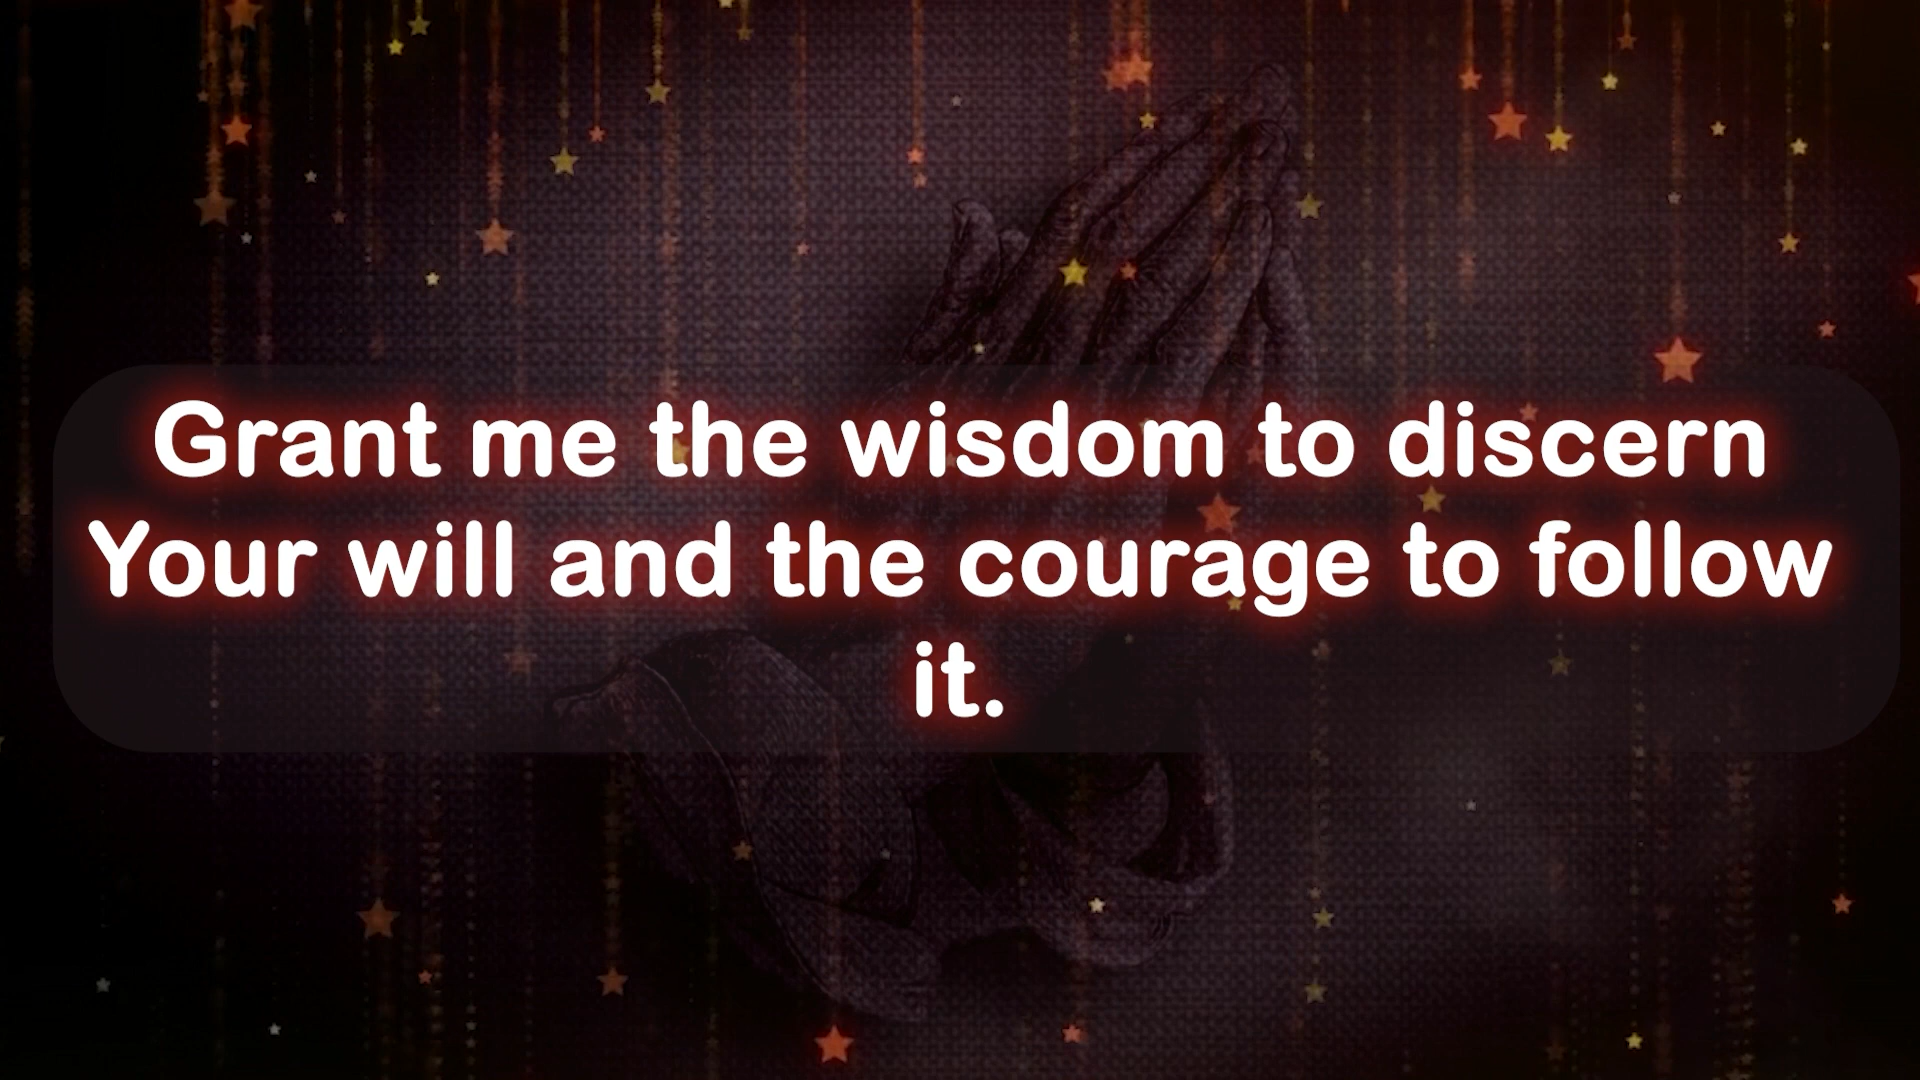 Grant me the wisdom to discern
Your will and the courage to follow
it.